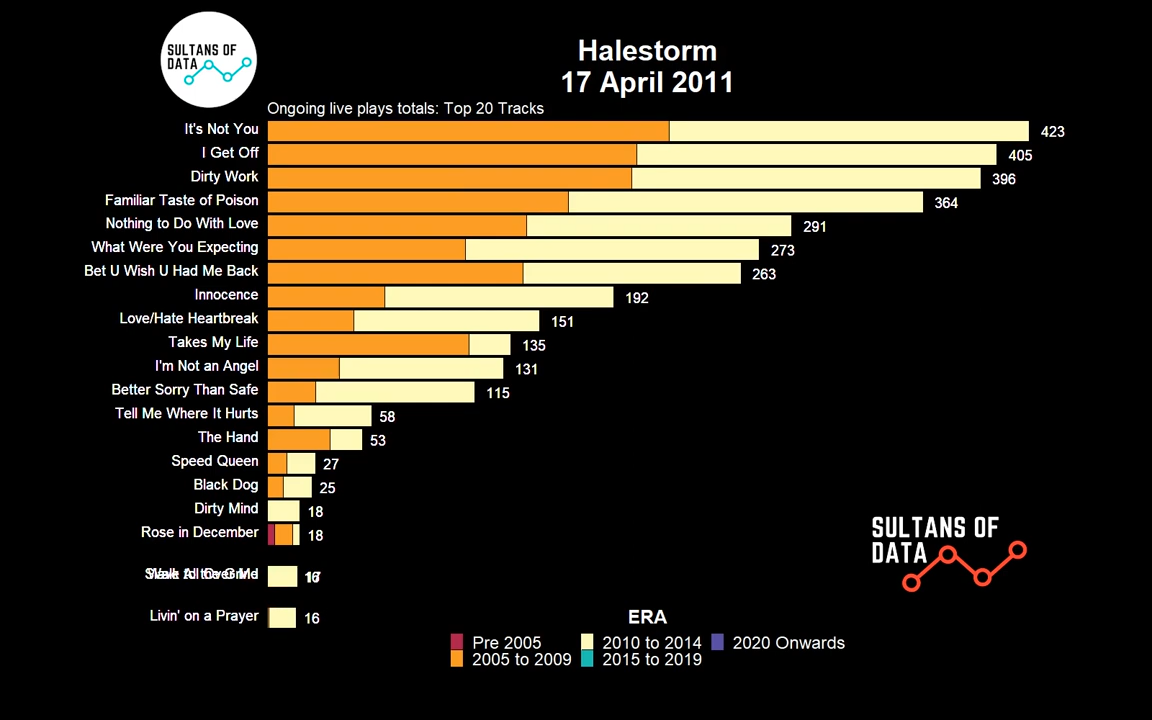 SULTANS OF
DATA
Halestorm
17 April 2011
Ongoing live plays totals: Top 20 Tracks
It's Not You 423
I Get Off 405
Dirty Work 396
Familiar Taste of Poison 364
Nothing to Do With Love 291
What Were You Expecting 273
Bet U Wish U Had Me Back 263
Innocence 192
Love/Hate Heartbreak 151
Takes My Life 135
I'm Not an Angel 131
Better Sorry Than Safe 115
Tell Me Where It Hurts 58
The Hand 53
Speed Queen 27
Black Dog 25
Dirty Mind 18
Rose in December 18
Livin' on a Prayer 16
SULTANS OF
DATA
ERA
Pre 2005
2005 to 2009
2010 to 2014
2015 to 2019
2020 Onwards